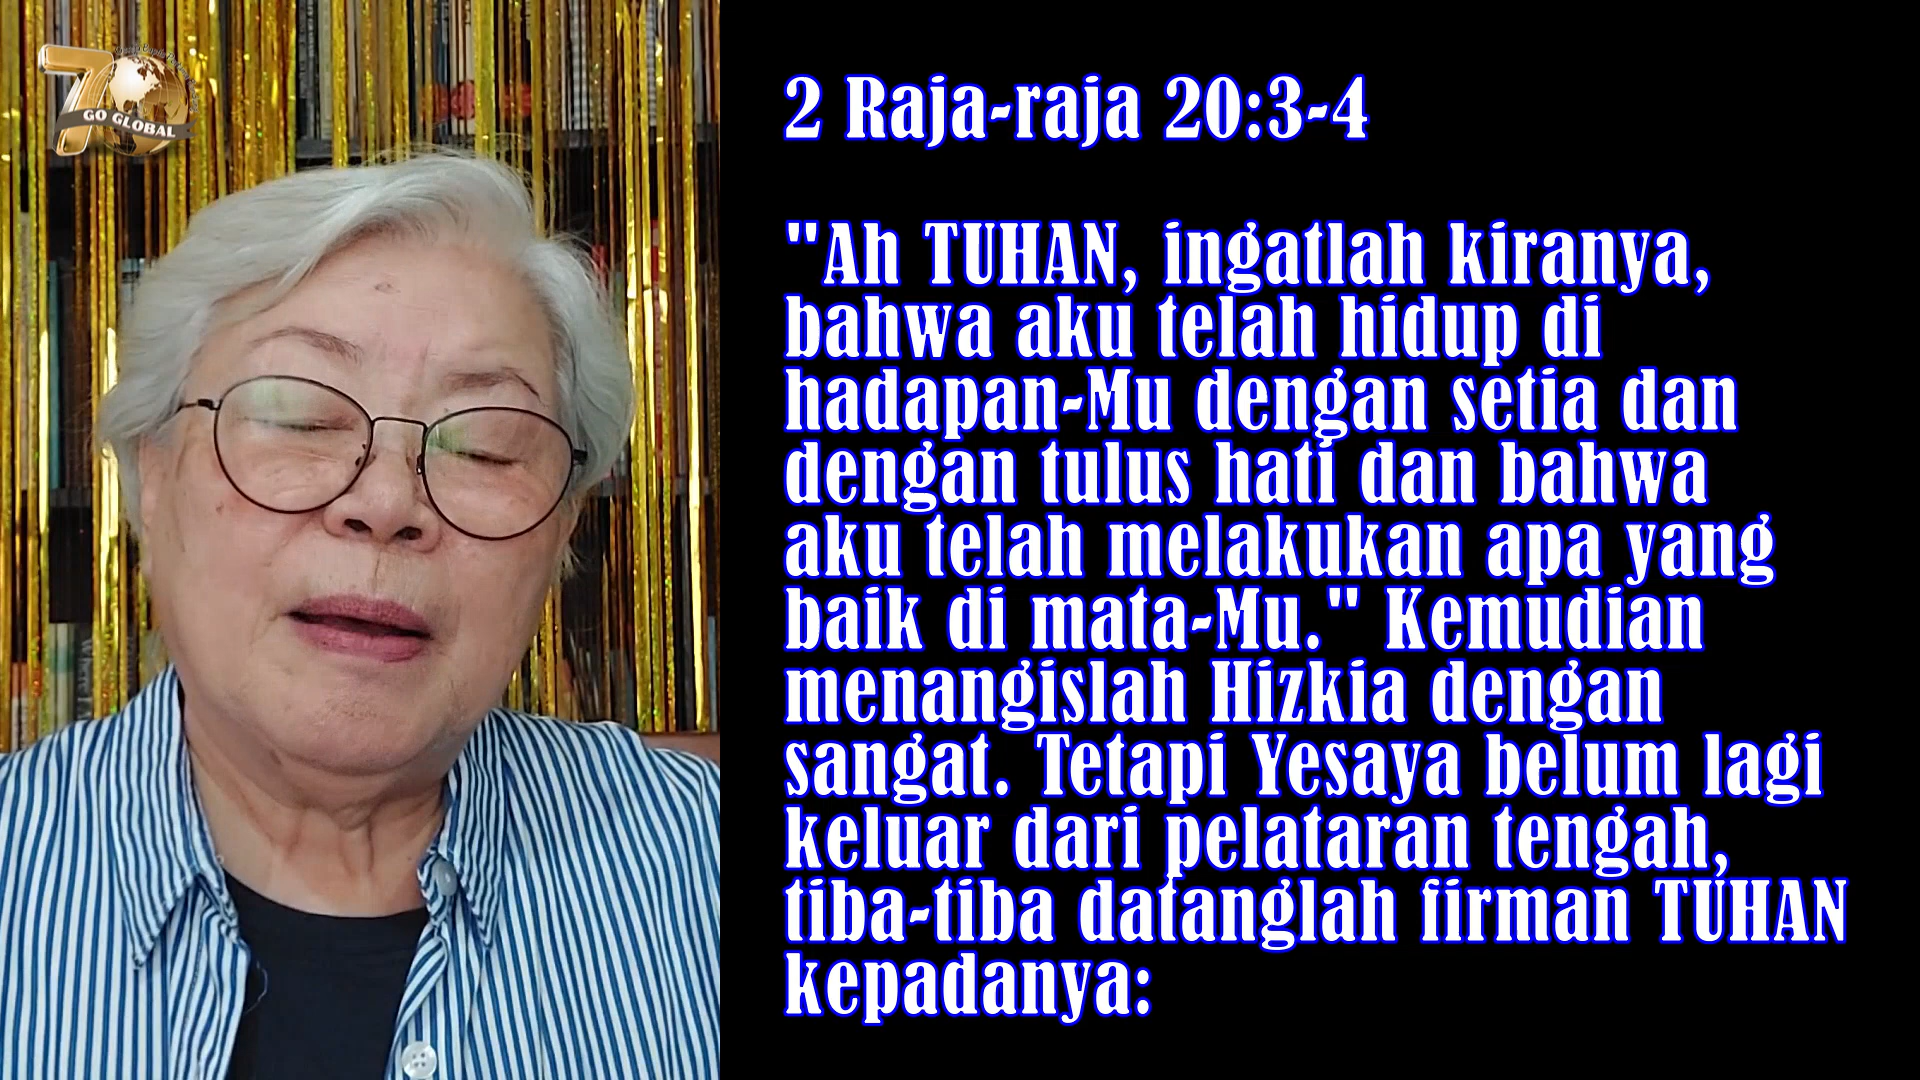 70
GO GLOBAL
2 Raja-raja 20:3-4
"Ah TUHAN, ingatlah kiranya,
bahwa aku telah hidup di
hadapan-Mu dengan setia dan
dengan tulus hati dan bahwa
aku telah melakukan apa yang
baik di mata-Mu." Kemudian
menangislah Hizkia dengan
sangat. Tetapi Yesaya belum lagi
keluar dari pelataran tengah,
tiba-tiba datanglah firman TUHAN
kepadanya: